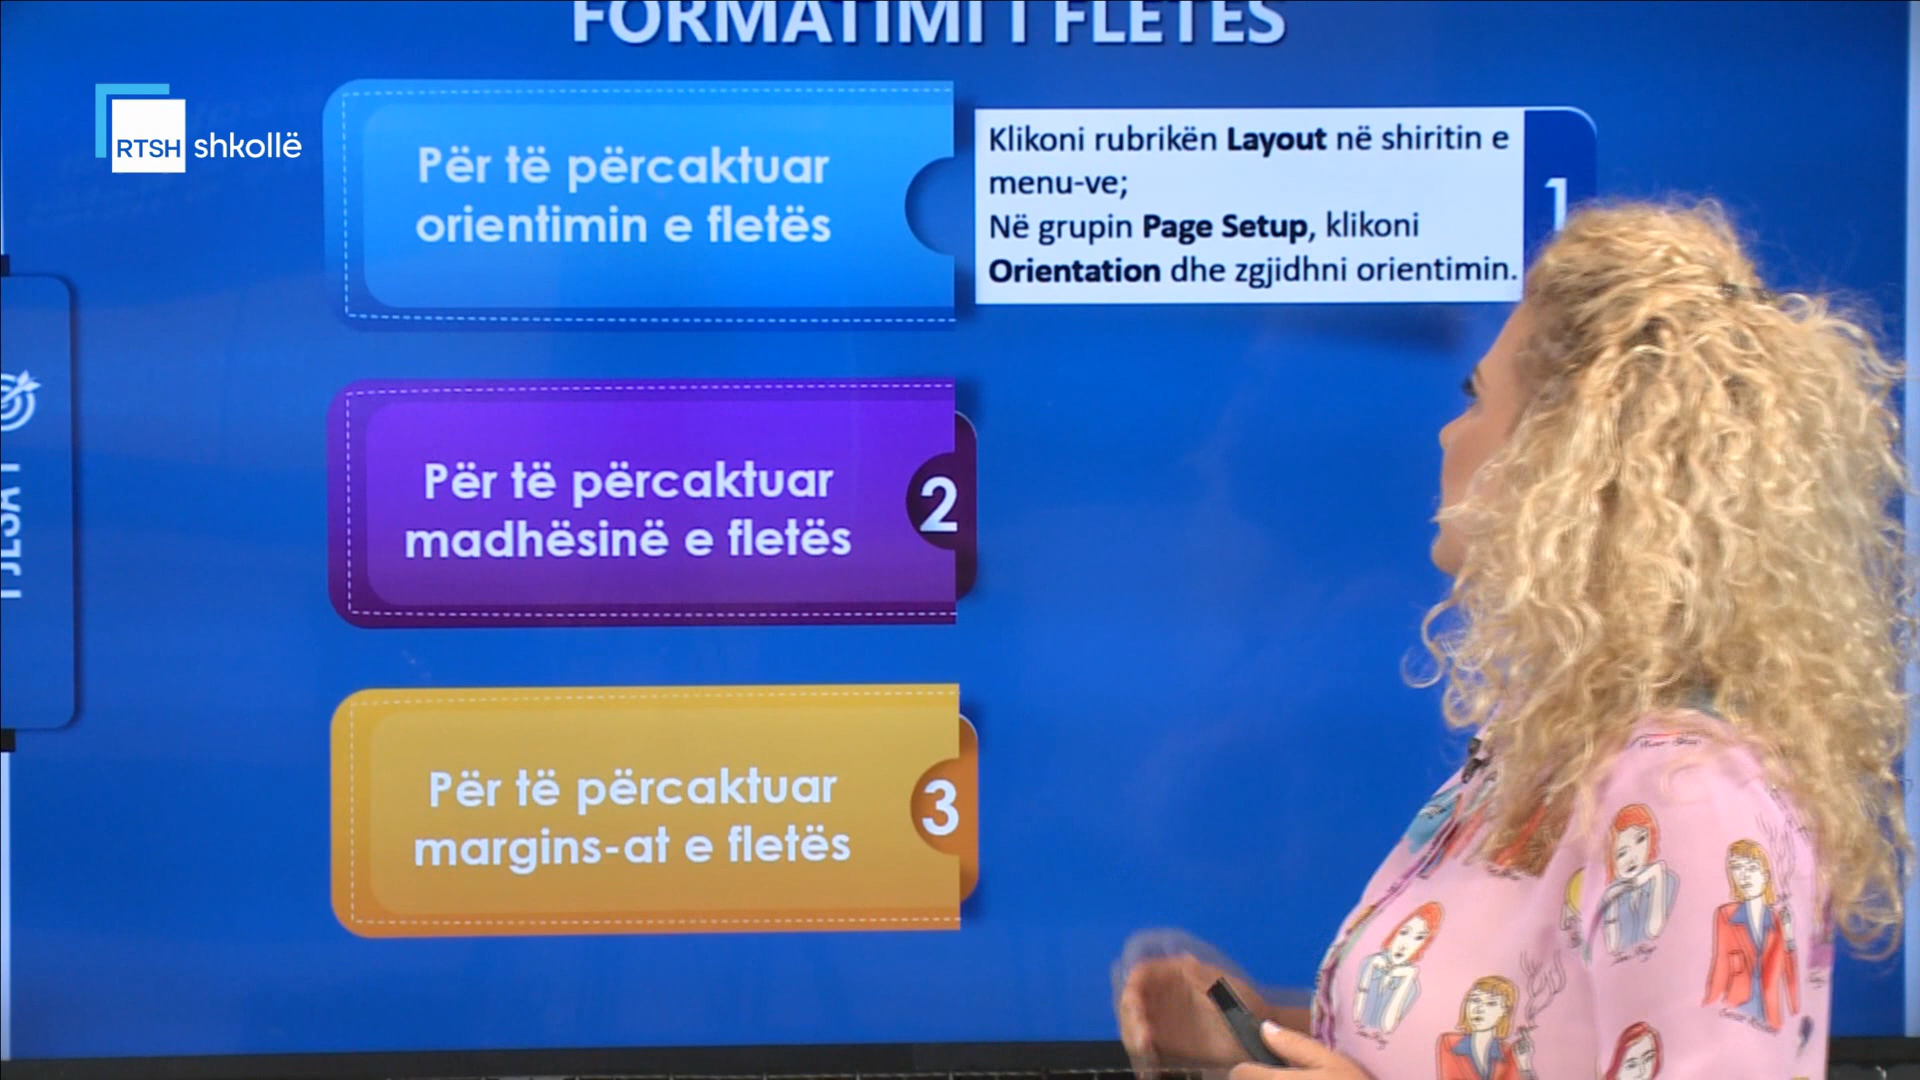 FORMATIMI I FLETËS
RTSH shkollë
Për të përcaktuar
orientimin e fletës
Klikoni rubrikën Layout në shiritin e
menu-ve;
Në grupin Page Setup, klikoni
Orientation dhe zgjidhni orientimin.
1
Për të përcaktuar
madhësinë e fletës
2
Për të përcaktuar
margins-at e fletës
3